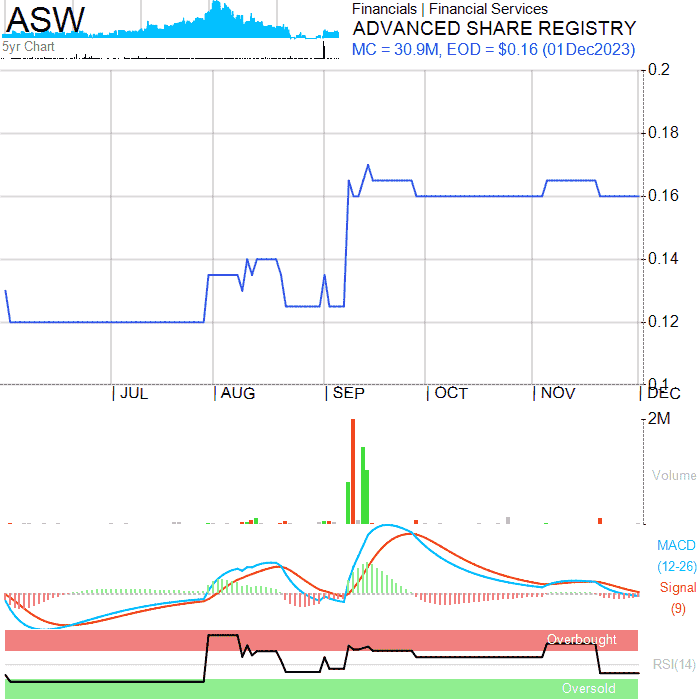 ASW
Financials | Financial Services
ADVANCED SHARE REGISTRY
MC = 30.9M, EOD = $0.16 (01Dec2023)
5yr Chart
0.2
0.18
0.16
0.14
0.12
0.1
| JUL | AUG | SEP | OCT | NOV | DEC
2M
Volume
MACD
(12-26)
Signal
(9)
Overbought
RSI(14)
Oversold